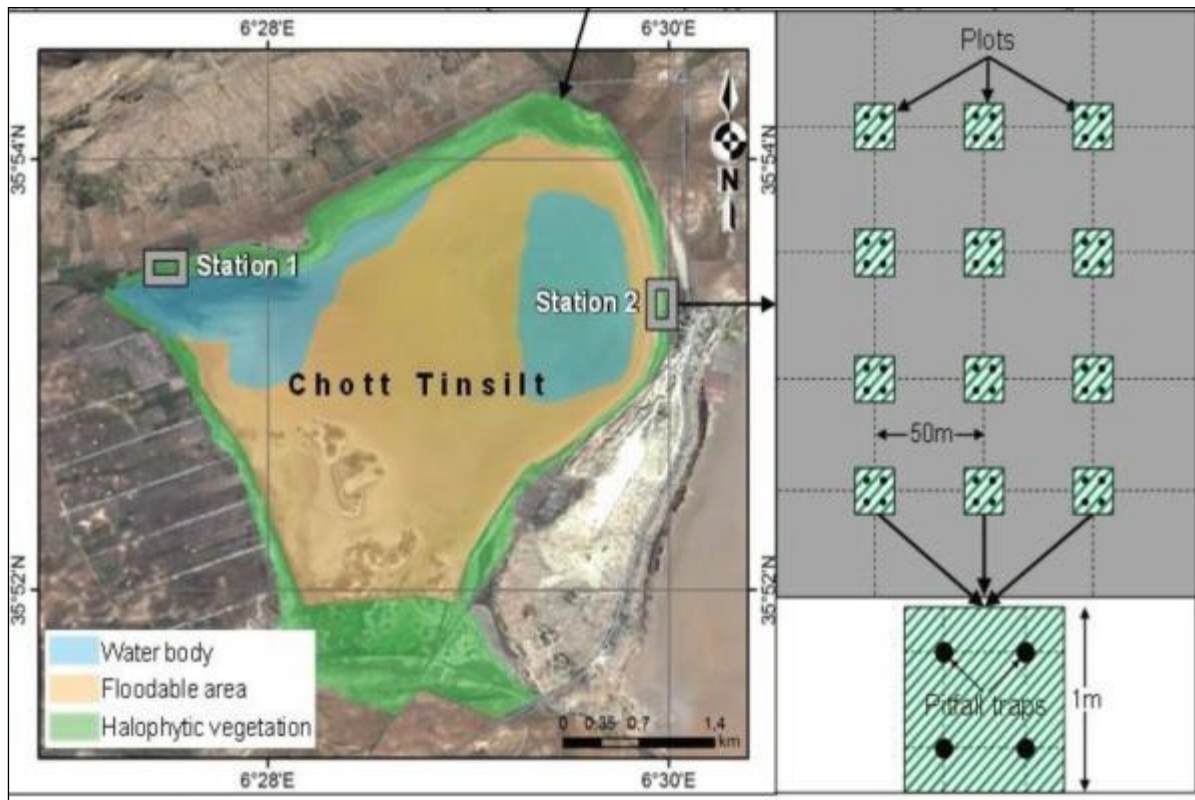 6°28'E
6°30'E
35°54'N
35°54'N
N
Station 1
Station 2
Chott Tinsilt
35°52'N
35°52'N
Water body
Floodable area
Halophytic vegetation
0 0,35 0,7 1,4
km
6°28'E
6°30'E
Plots
50m
Pitfall traps
1m